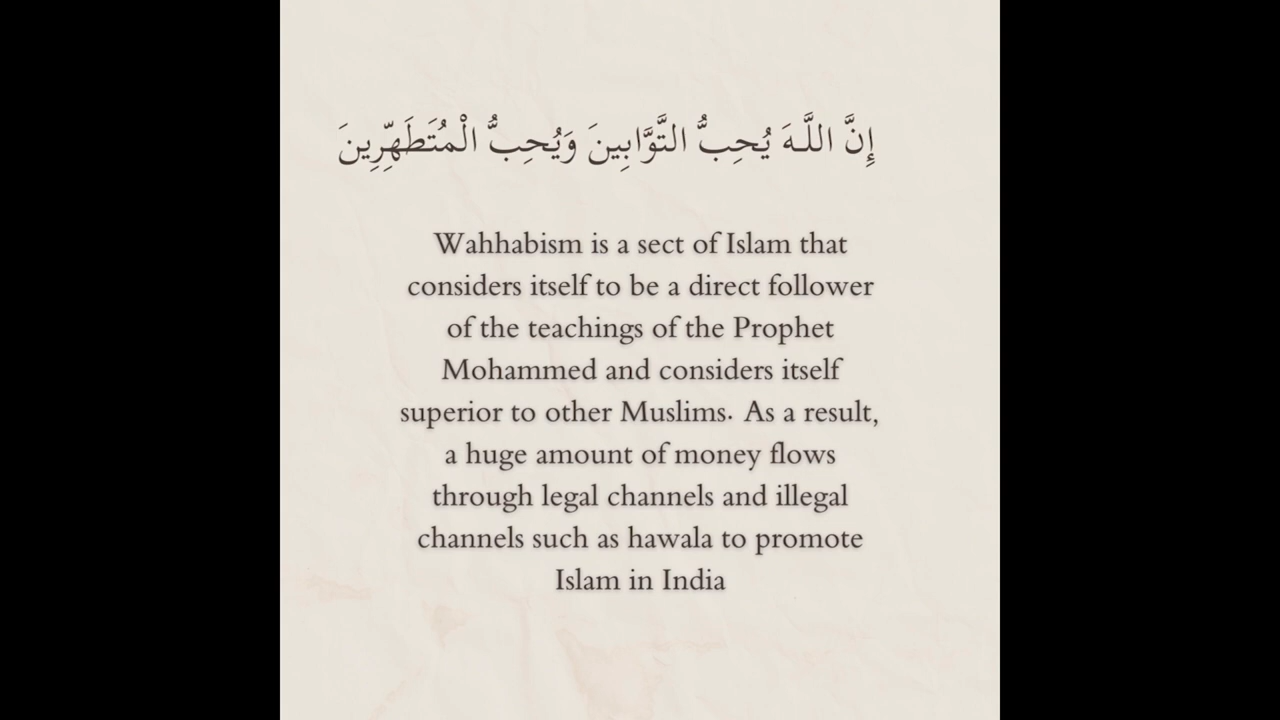 إِنَّ اللَّـهَ يُحِبُّ التَّوَّابِينَ وَيُحِبُّ الْمُتَطَهِّرِينَ
Wahhabism is a sect of Islam that
considers itself to be a direct follower
of the teachings of the Prophet
Mohammed and considers itself
superior to other Muslims. As a result,
a huge amount of money flows
through legal channels and illegal
channels such as hawala to promote
Islam in India